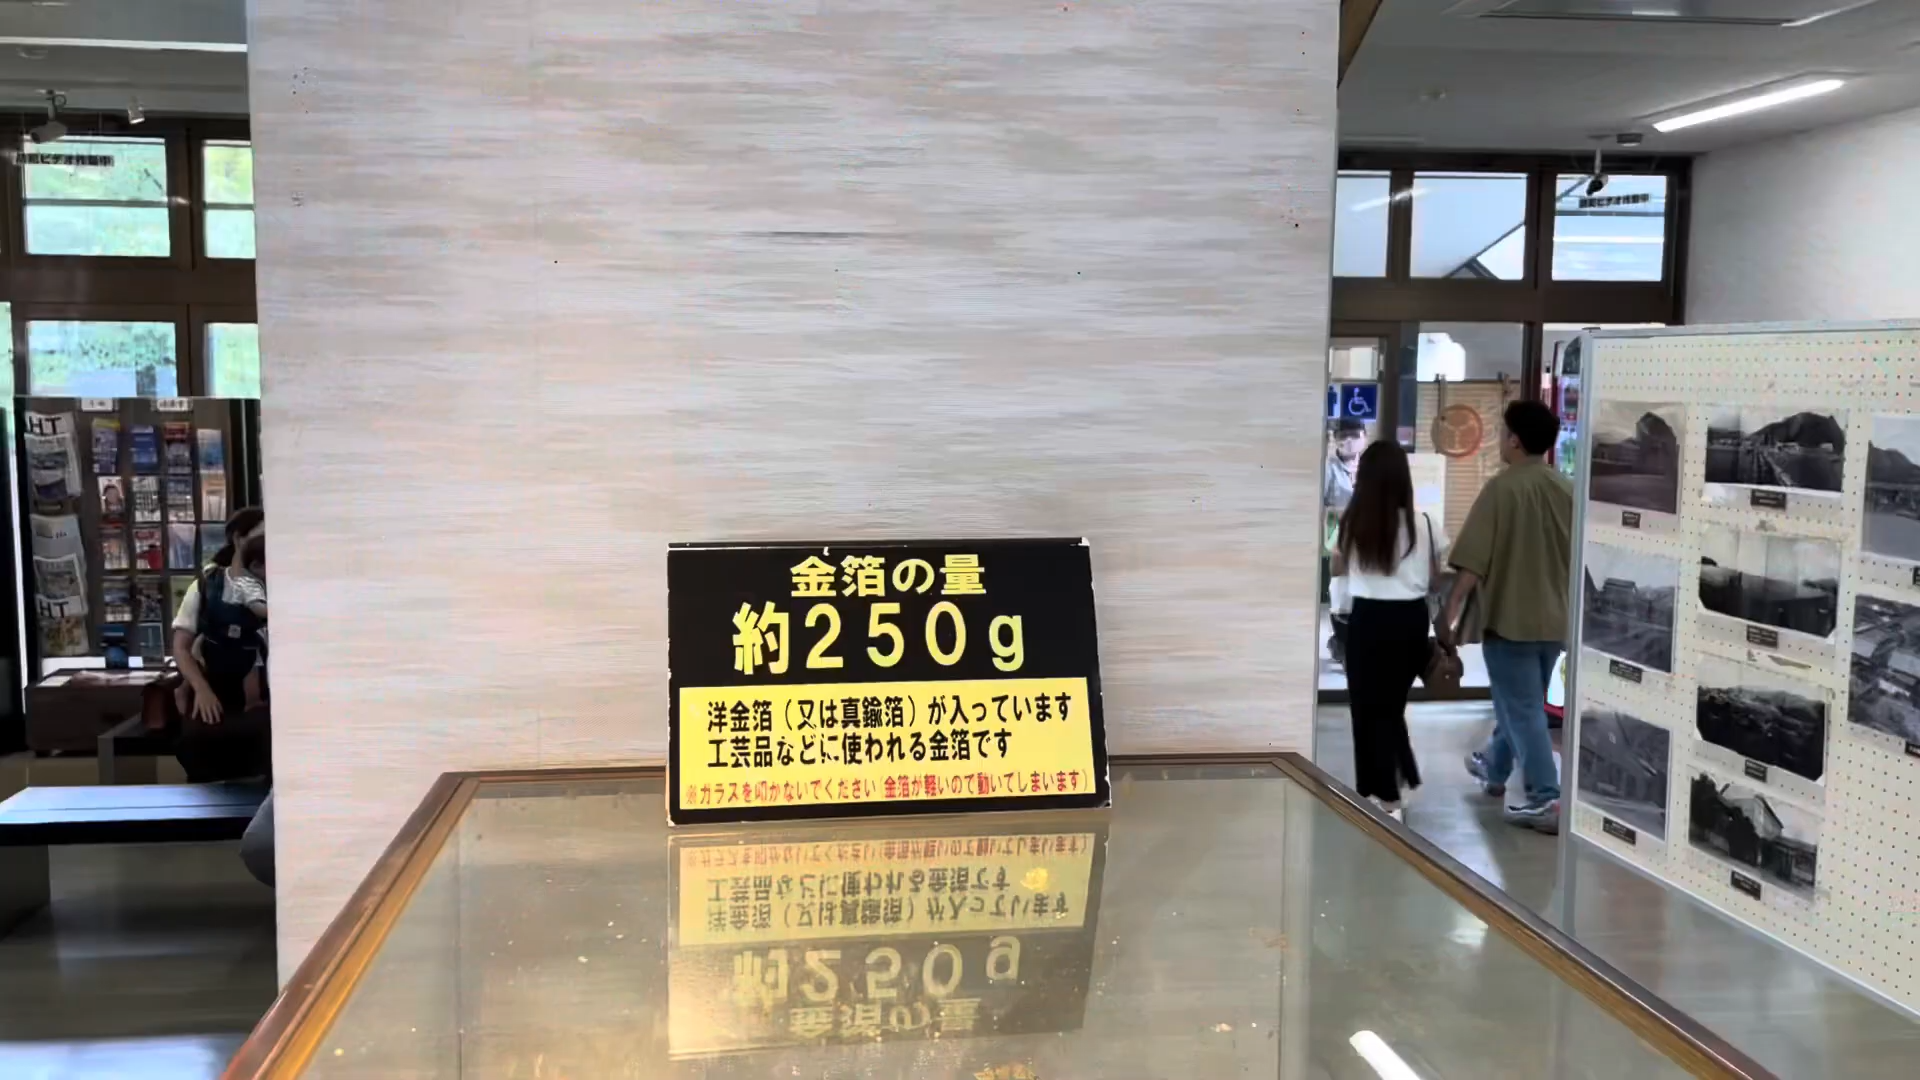 金箔の量
約250g
洋金箔（又は真鍮箔）が入っています
工芸品などに使われる金箔です
※ガラスを叩かないでください（金箔が軽いので動いてしまいます）